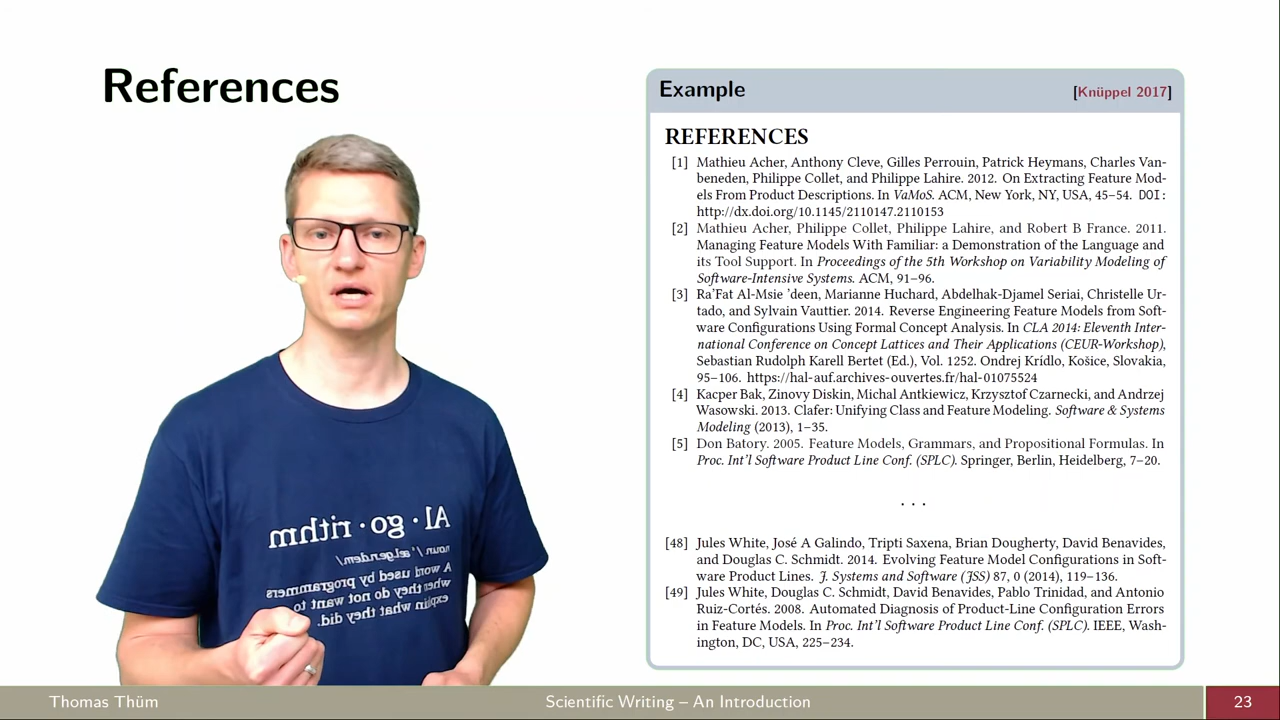 References
Example
[Knüppel 2017]
REFERENCES
[1] Mathieu Acher, Anthony Cleve, Gilles Perrouin, Patrick Heymans, Charles Van-
beneden, Philippe Collet, and Philippe Lahire. 2012. On Extracting Feature Mod-
els From Product Descriptions. In VaMoS. ACM, New York, NY, USA, 45–54. DOI:
http://dx.doi.org/10.1145/2110147.2110153
[2] Mathieu Acher, Philippe Collet, Philippe Lahire, and Robert B France. 2011.
Managing Feature Models With Familiar: a Demonstration of the Language and
its Tool Support. In Proceedings of the 5th Workshop on Variability Modeling of
Software-Intensive Systems. ACM, 91–96.
[3] Ra'Fat Al-Msie 'deen, Marianne Huchard, Abdelhak-Djamel Seriai, Christelle Ur-
tado, and Sylvain Vauttier. 2014. Reverse Engineering Feature Models from Soft-
ware Configurations Using Formal Concept Analysis. In CLA 2014: Eleventh Inter-
national Conference on Concept Lattices and Their Applications (CEUR-Workshop),
Sebastian Rudolph Karell Bertet (Ed.), Vol. 1252. Ondrej Krídlo, Košice, Slovakia,
95–106. https://hal-auf.archives-ouvertes.fr/hal-01075524
[4] Kacper Bak, Zinovy Diskin, Michal Antkiewicz, Krzysztof Czarnecki, and Andrzej
Wasowski. 2013. Clafer: Unifying Class and Feature Modeling. Software & Systems
Modeling (2013), 1–35.
[5] Don Batory. 2005. Feature Models, Grammars, and Propositional Formulas. In
Proc. Int'l Software Product Line Conf. (SPLC). Springer, Berlin, Heidelberg, 7–20.
. . .
[48] Jules White, José A Galindo, Tripti Saxena, Brian Dougherty, David Benavides,
and Douglas C. Schmidt. 2014. Evolving Feature Model Configurations in Soft-
ware Product Lines. J. Systems and Software (JSS) 87, 0 (2014), 119–136.
[49] Jules White, Douglas C. Schmidt, David Benavides, Pablo Trinidad, and Antonio
Ruiz-Cortés. 2008. Automated Diagnosis of Product-Line Configuration Errors
in Feature Models. In Proc. Int'l Software Product Line Conf. (SPLC). IEEE, Wash-
ington, DC, USA, 225–234.
Al·go·rithm
noun
A word used by programmers
when they do not want to
explain what they did.
Thomas Thüm
Scientific Writing – An Introduction
23